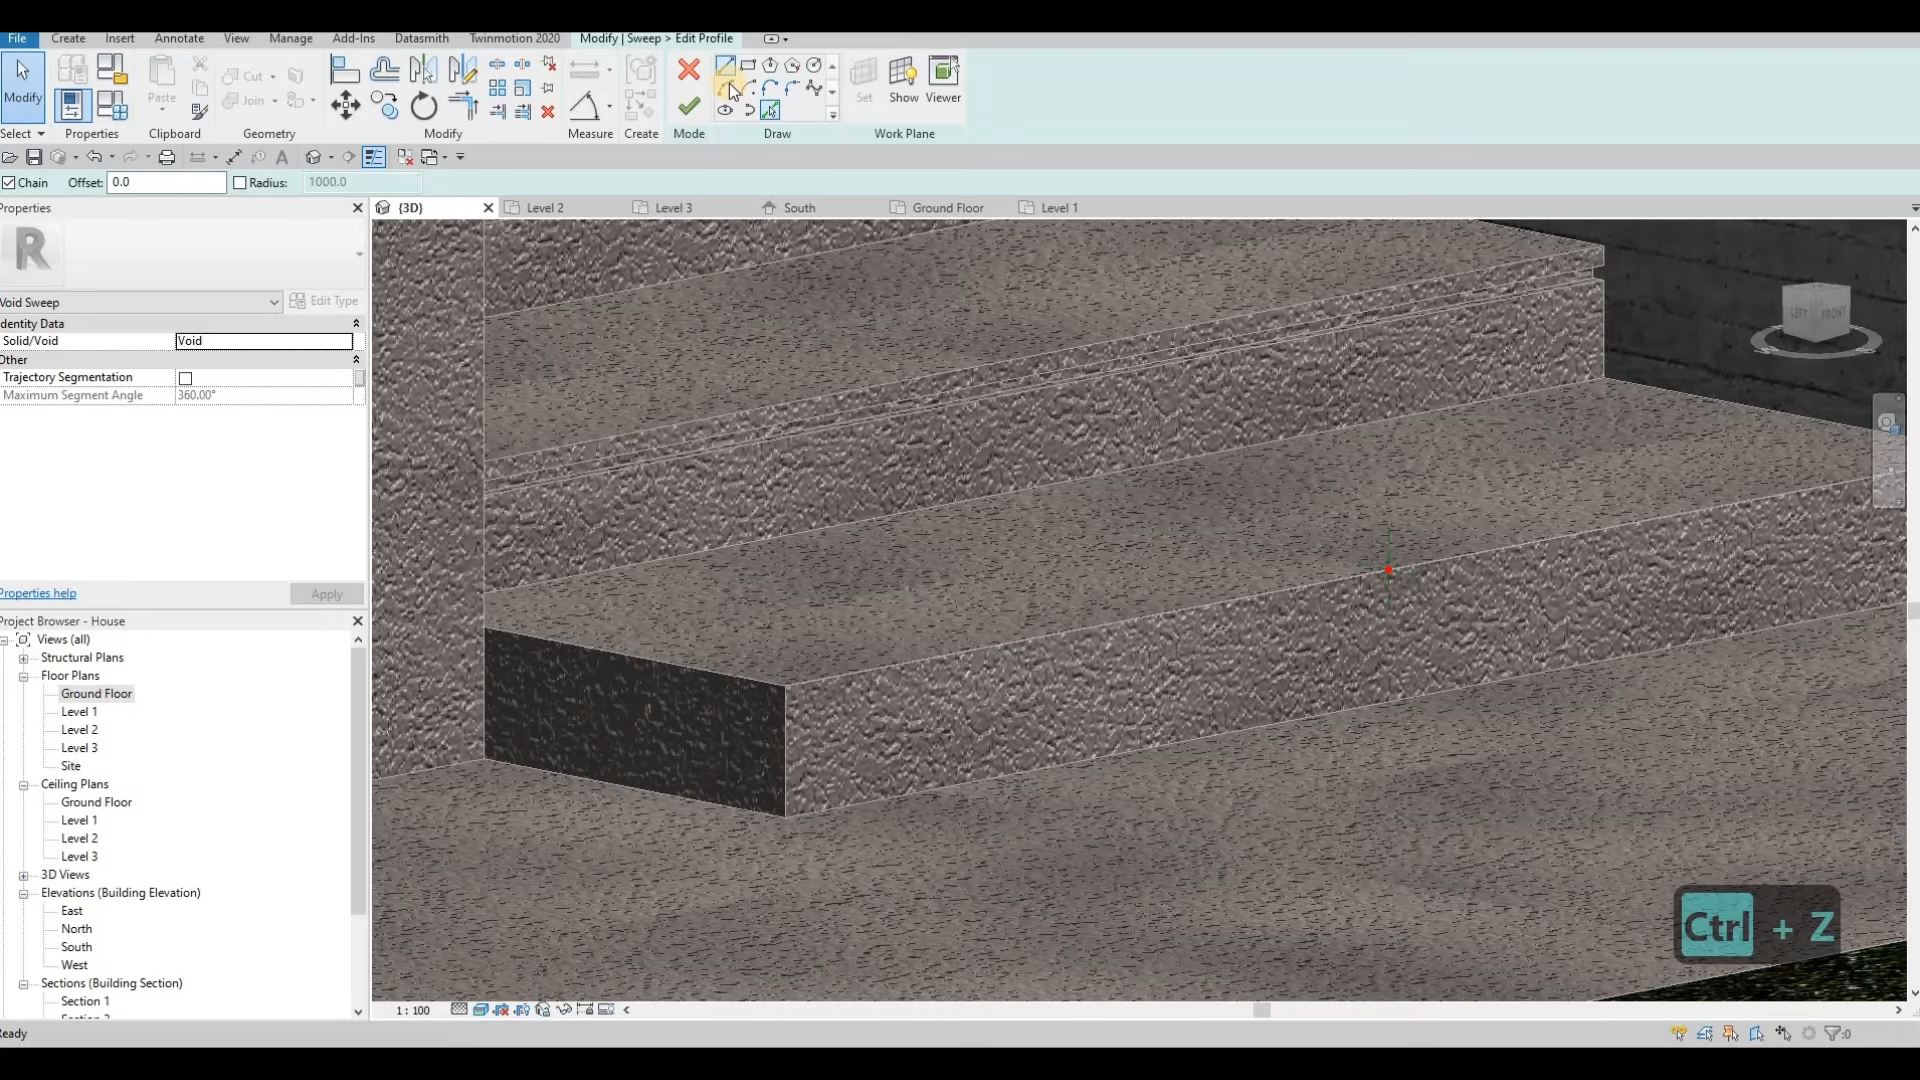 File Create Insert Annotate View Manage Add-Ins Datasmith Twinmotion 2020 Modify | Sweep > Edit Profile
Modify Paste Cut Join Set Show Viewer
Select Properties Clipboard Geometry Modify Measure Create Mode Draw Work Plane
Chain Offset: 0.0 Radius: 1000.0
Properties {3D} Level 2 Level 3 South Ground Floor Level 1
R
Void Sweep Edit Type
dentity Data
Solid/Void Void
Other
Trajectory Segmentation
Maximum Segment Angle 360.00°
LEFT FRONT
Properties help Apply
Project Browser - House
Views (all)
Structural Plans
Floor Plans
Ground Floor
Level 1
Level 2
Level 3
Site
Ceiling Plans
Ground Floor
Level 1
Level 2
Level 3
3D Views
Elevations (Building Elevation)
East
North
South
West
Sections (Building Section)
Section 1
Ctrl + Z
1 : 100
Ready :0